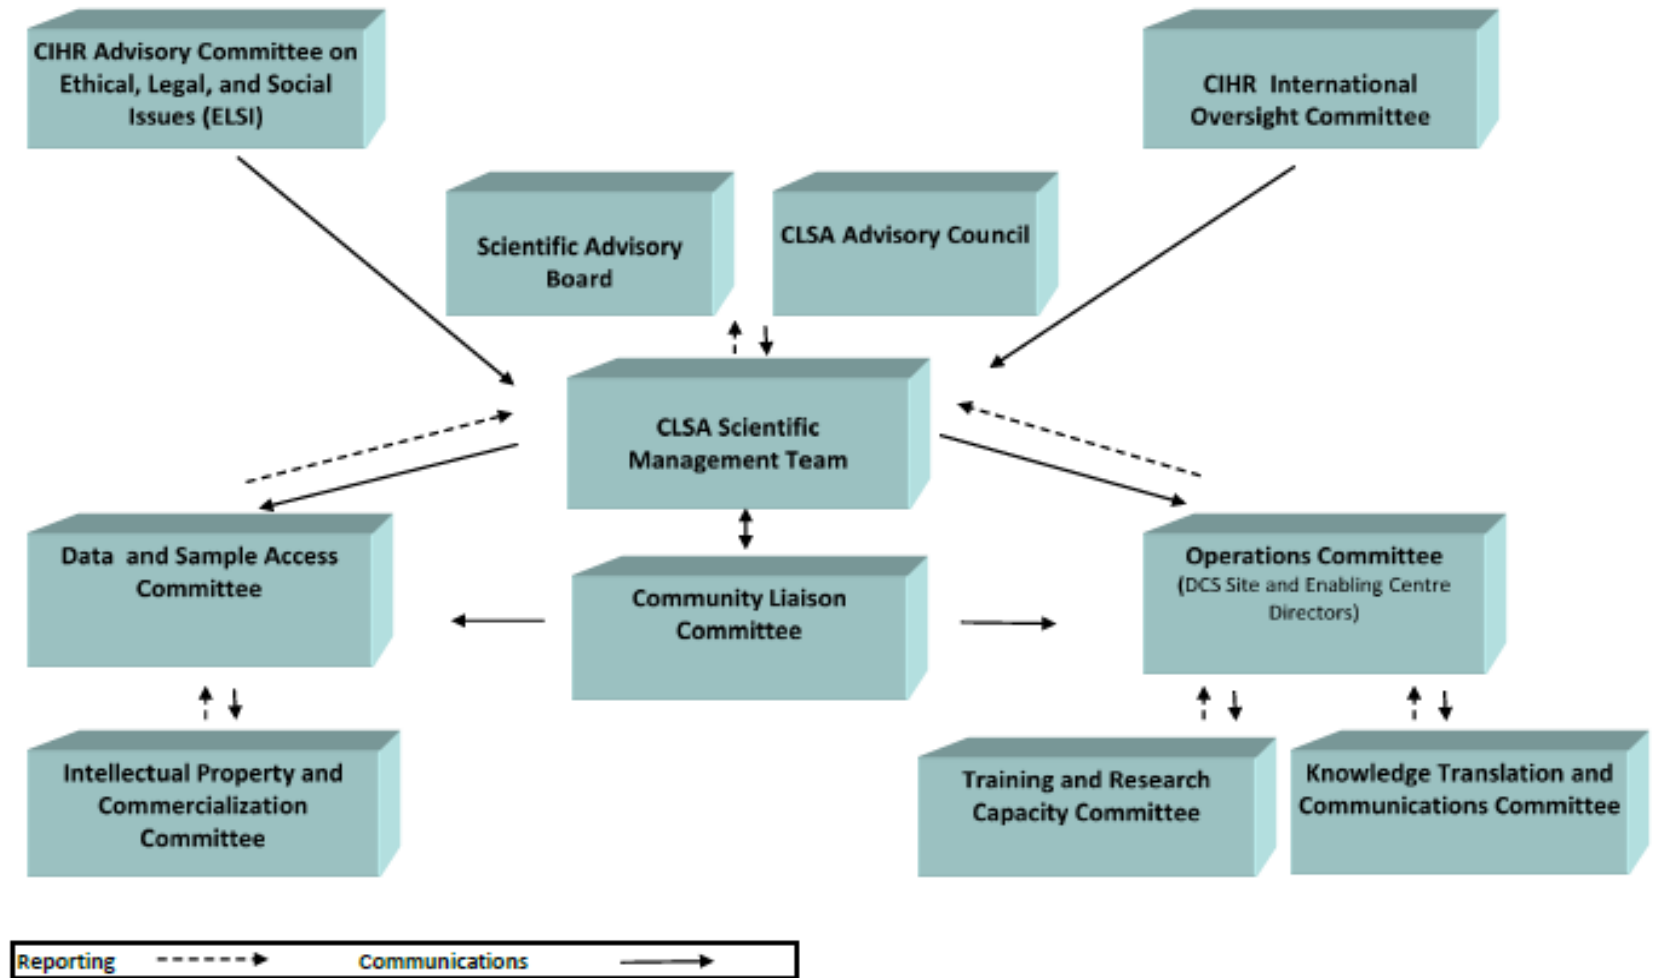 CIHR Advisory Committee on
Ethical, Legal, and Social
Issues (ELSI)
CIHR  International
Oversight Committee
Scientific Advisory
Board
CLSA Advisory Council
CLSA Scientific
Management Team
Data  and Sample Access
Committee
Community Liaison
Committee
Operations Committee
(DCS Site and Enabling Centre
Directors)
Intellectual Property and
Commercialization
Committee
Training and Research
Capacity Committee
Knowledge Translation and
Communications Committee
Reporting Communications